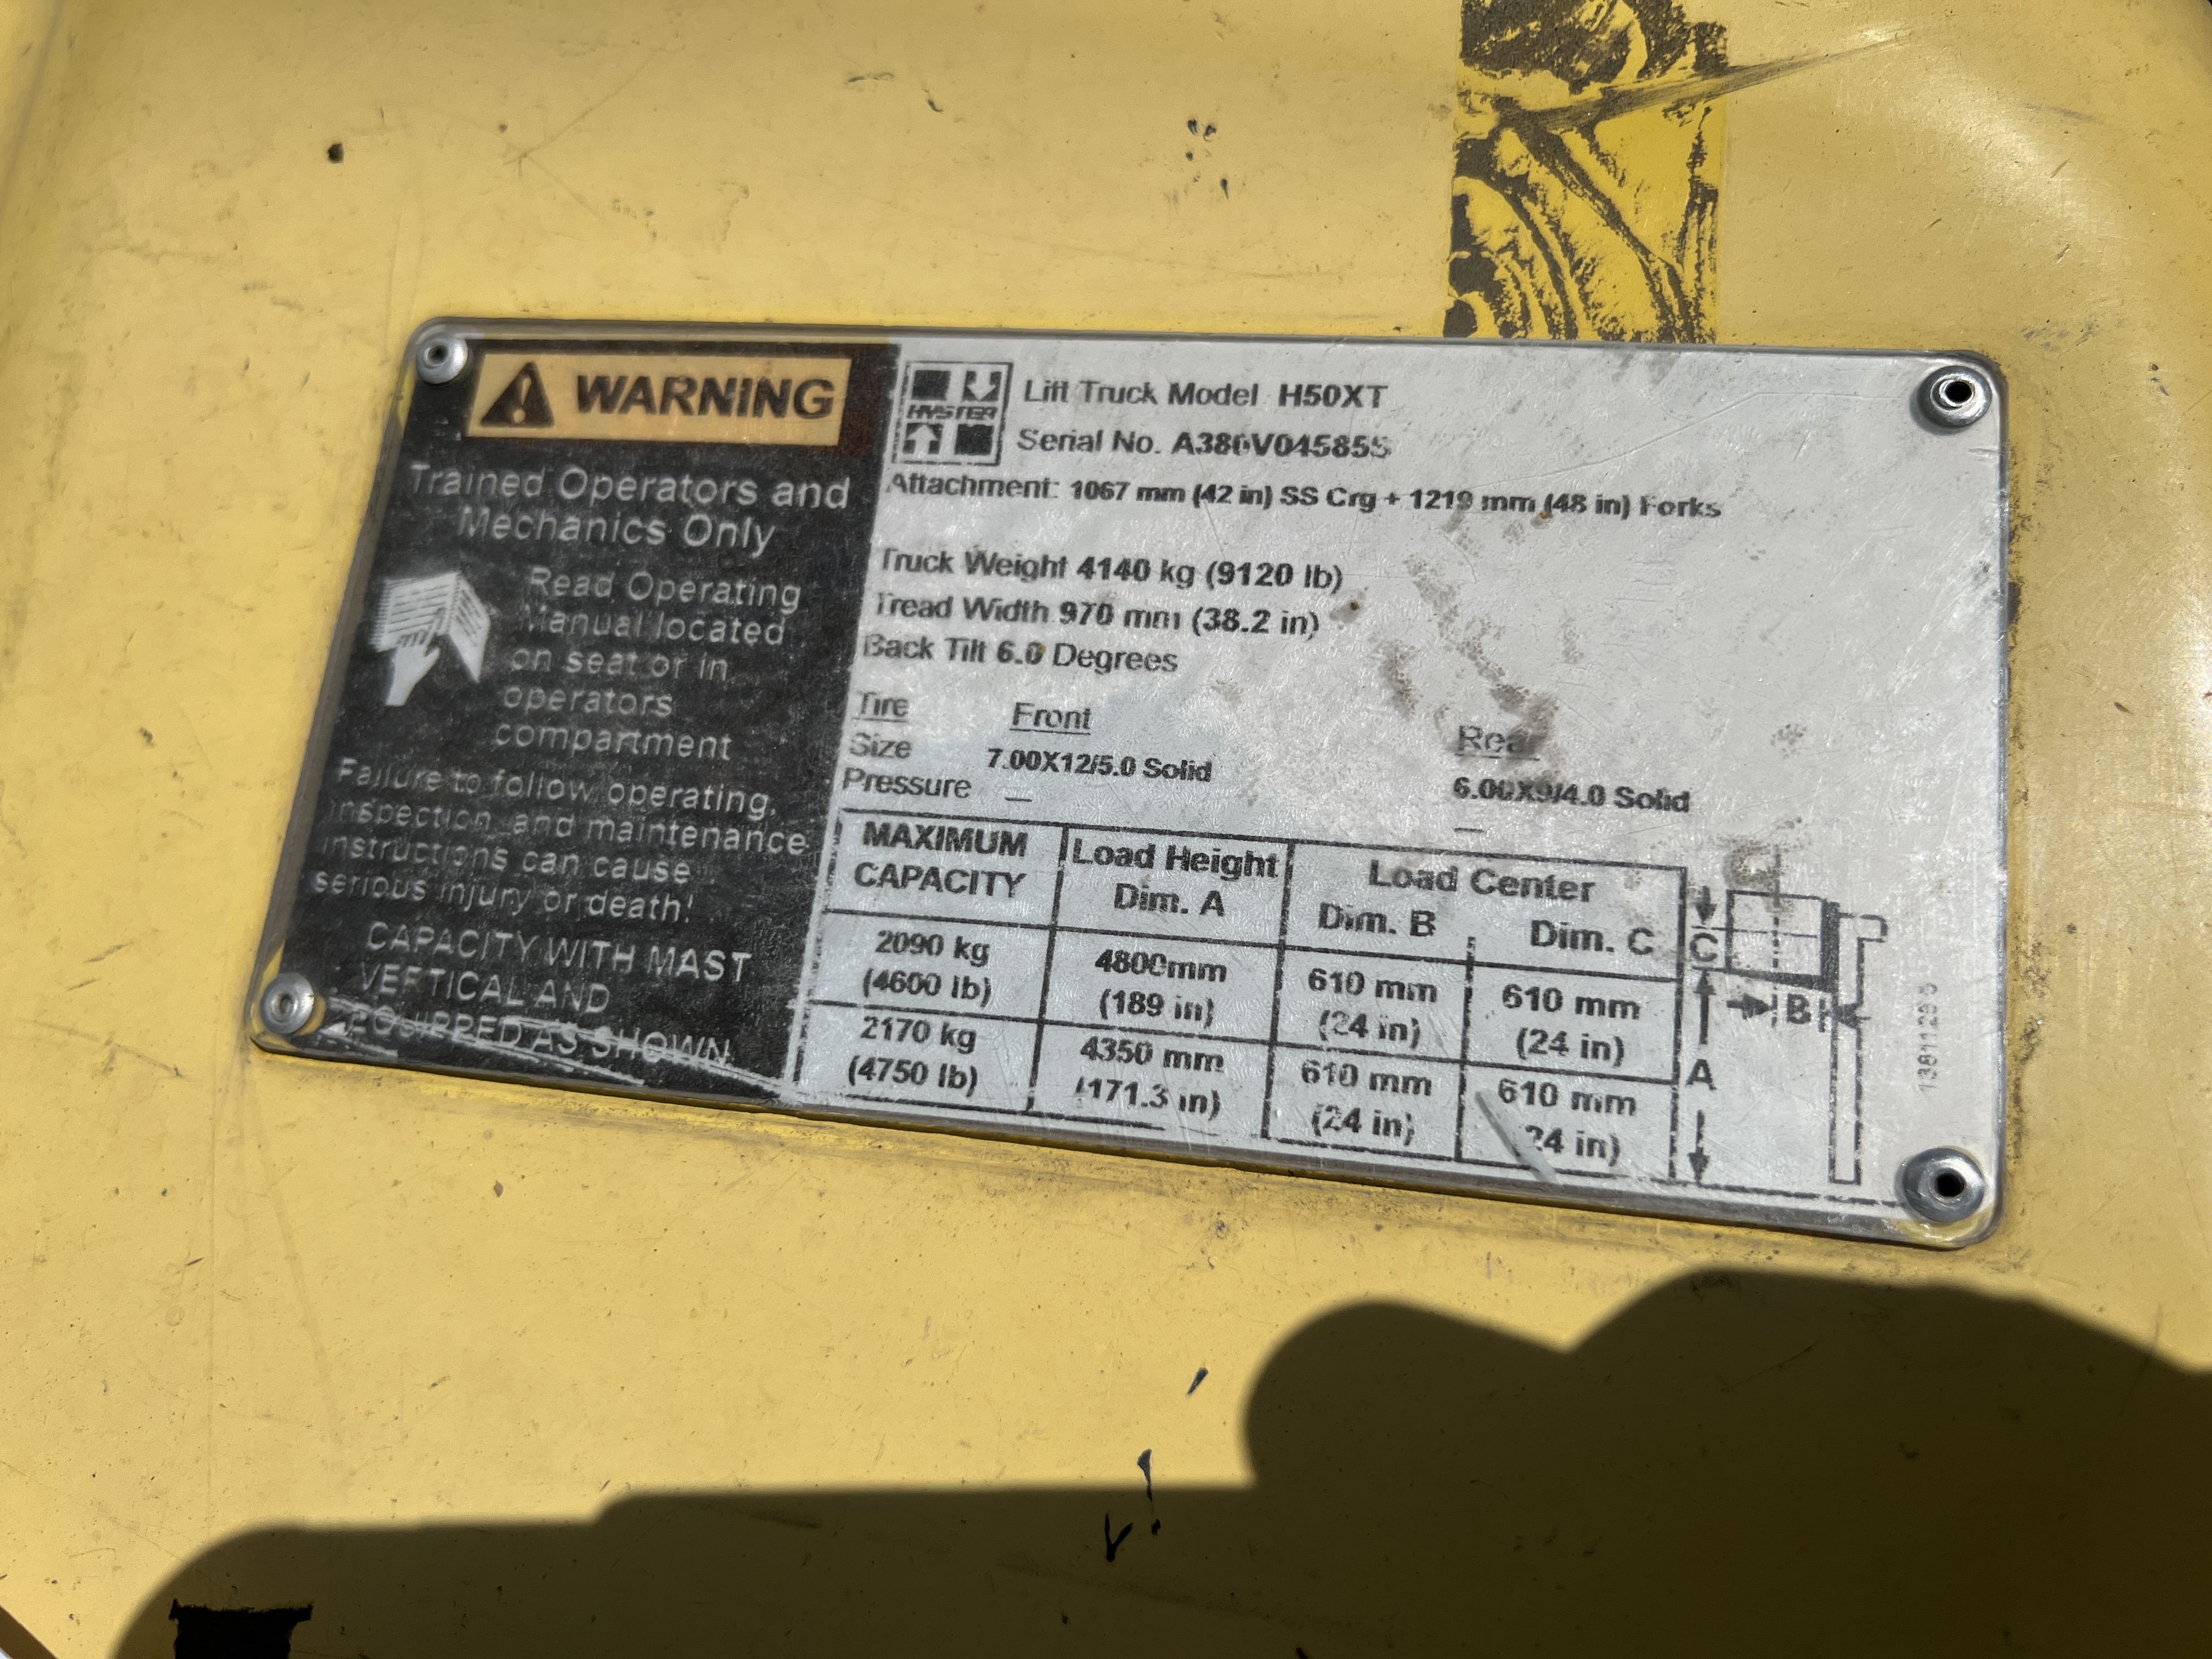 WARNING
Trained Operators and
Mechanics Only
Read Operating
Manual located
on seat or in
operators
compartment
Failure to follow operating,
inspection, and maintenance
instructions can cause
serious injury or death!
CAPACITY WITH MAST
VERTICAL AND
EQUIPPED AS SHOWN
HYSTER
Lift Truck Model H50XT
Serial No.
Attachment: 1067 mm (42 in) SS Crg + 1219 mm (48 in) Forks
Truck Weight 4140 kg (9120 lb)
Tread Width 970 mm (38.2 in)
Back Tilt 6.0 Degrees
Tire Front Rear
Size 7.00X12/5.0 Solid 6.00X9/4.0 Solid
Pressure — —
MAXIMUM CAPACITY Load Height Dim. A Load Center Dim. B Dim. C
2090 kg 4800mm 610 mm 610 mm
(4600 lb) (189 in) (24 in) (24 in)
2170 kg 4350 mm 610 mm 610 mm
(4750 lb) (171.3 in) (24 in) (24 in)
C
B
A